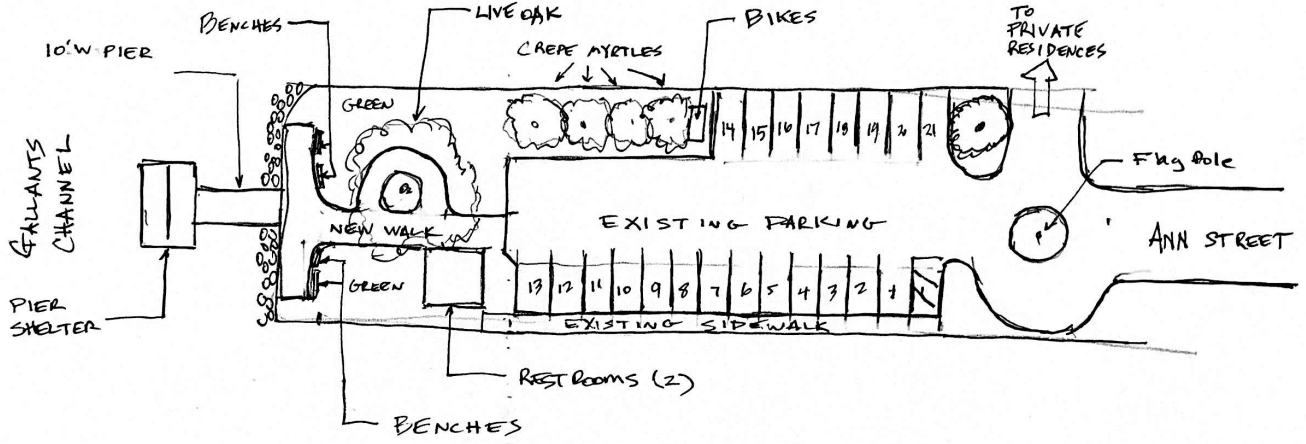 BENCHES
LIVE OAK
BIKES
TO
PRIVATE
RESIDENCES
10'W PIER
CREPE MYRTLES
GREEN
14 15 16 17 18 19 20 21
Flag Pole
GALLANTS
CHANNEL
NEW WALK
EXISTING PARKING
ANN STREET
GREEN
13 12 11 10 9 8 7 6 5 4 3 2 1
PIER
SHELTER
EXISTING SIDEWALK
RESTROOMS (2)
BENCHES